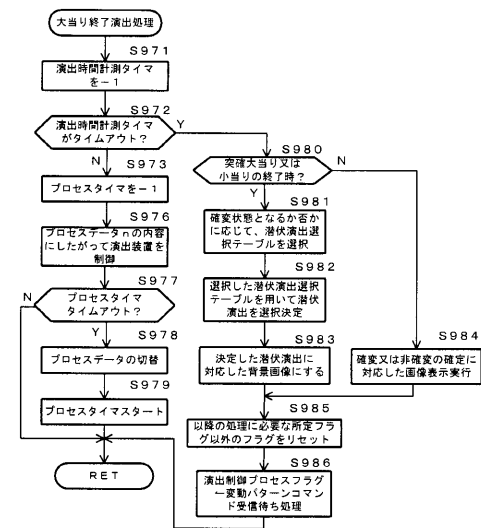 大当り終了演出処理
S971
演出時間計測タイマ
を－1
S972
演出時間計測タイマ
がタイムアウト？
Y
N
S973
プロセスタイマを－1
S976
プロセスデータnの内容
にしたがって演出装置を
制御
S977
N
プロセスタイマ
タイムアウト？
Y
S978
プロセスデータの切替
S979
プロセスタイマスタート
RET
S980
突確大当り又は
小当りの終了時？
N
Y
S981
確変状態となるか否か
に応じて、潜伏演出選
択テーブルを選択
S982
選択した潜伏演出選択
テーブルを用いて潜伏
演出を選択決定
S983
決定した潜伏演出に
対応した背景画像にする
S984
確変又は非確変の確定に
対応した画像表示実行
S985
以降の処理に必要な所定フラ
グ以外のフラグをリセット
S986
演出制御プロセスフラグ
←変動パターンコマン
ド受信待ち処理